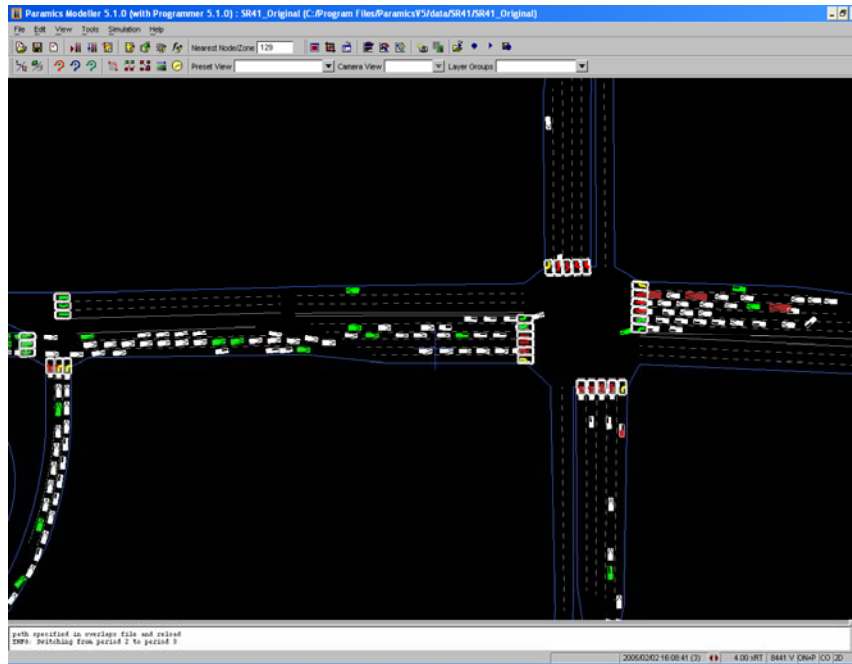 Paramics Modeller 5.1.0 (with Programmer 5.1.0) : SR41_Original (C:/Program Files/ParamicsV5/data/SR41/SR41_Original)
File Edit View Tools Simulation Help
Nearest Node/Zone 129
Preset View Camera View Layer Groups
path specified in overlaps file and reload
INFO: Switching from period 2 to period 3
2005/02/02 16:08:41 (3) 4.00 xRT 8441 V ON+P CO 2D